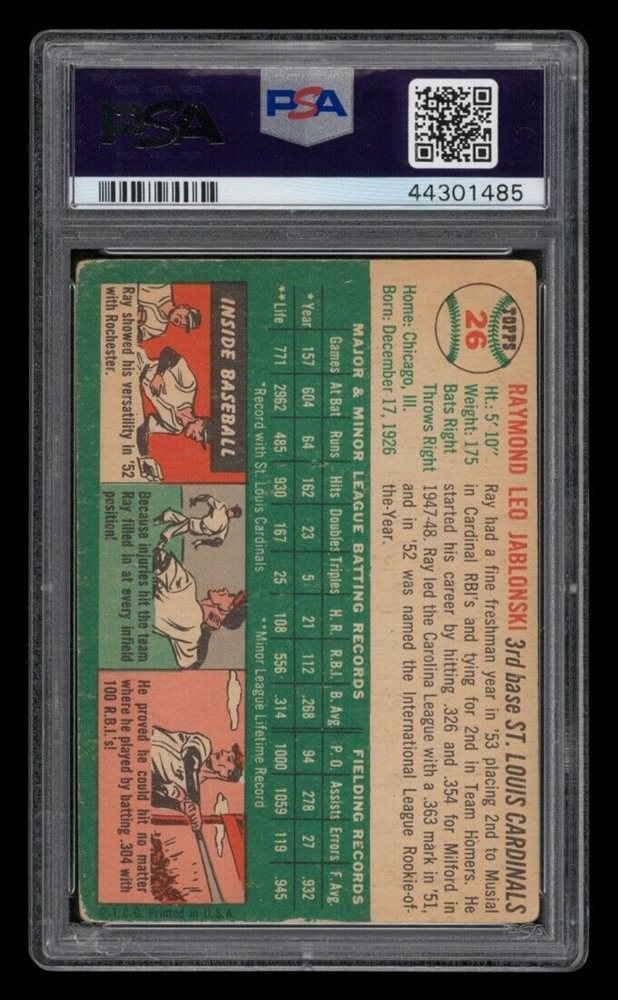 PSA
PSA
44301485
TOPPS
26
RAYMOND LEO JABLONSKI 3rd base ST. LOUIS CARDINALS
Ht.: 5' 10"
Weight: 175
Bats Right
Throws Right
Home: Chicago, Ill.
Born: December 17, 1926
Ray had a fine freshman year in '53 placing 2nd to Musial
in Cardinal RBI's and tying for 2nd in Team Homers. He
started his career by hitting .326 and .354 for Milford in
1947-48. Ray led the Carolina League with a .363 mark in '51,
and in '52 was named the International League Rookie-of-
the-Year.
MAJOR & MINOR LEAGUE BATTING RECORDS FIELDING RECORDS
Games At Bat Runs Hits Doubles Triples H. R. R.B.I. B. Avg P. O. Assists Errors F. Avg.
*Year 157 604 64 162 23 5 21 112 .268 94 278 27 .932
**Life 771 2962 485 930 167 25 108 556 .314 1000 1059 119 .945
*Record with St. Louis Cardinals **Minor League Lifetime Record
INSIDE BASEBALL
Ray showed his versatility in '52
with Rochester.
Because injuries hit the team
Ray filled in at every infield
position!
He proved he could hit no matter
where he played by batting .304 with
100 R.B.I.'s!
© T.C.G. Printed in U.S.A.
PSA